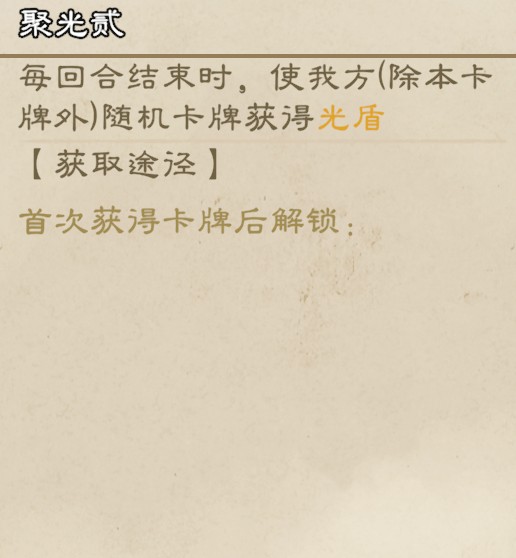 聚光贰
每回合结束时，使我方(除本卡
牌外)随机卡牌获得光盾
【获取途径】
首次获得卡牌后解锁：